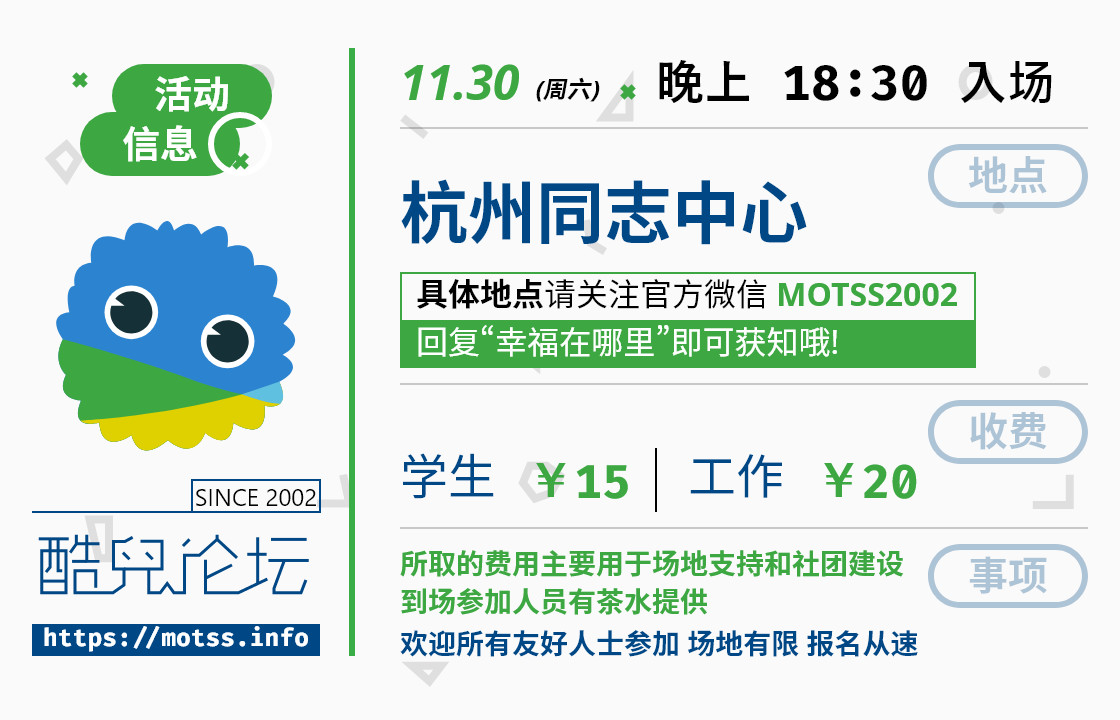 活动
信息
SINCE 2002
酷兒论坛
https://motss.info
11.30 (周六) 晚上 18:30 入场
地点
杭州同志中心
具体地点请关注官方微信 MOTSS2002
回复“幸福在哪里”即可获知哦!
收费
学生 ￥15 | 工作 ￥20
事项
所取的费用主要用于场地支持和社团建设
到场参加人员有茶水提供
欢迎所有友好人士参加 场地有限 报名从速